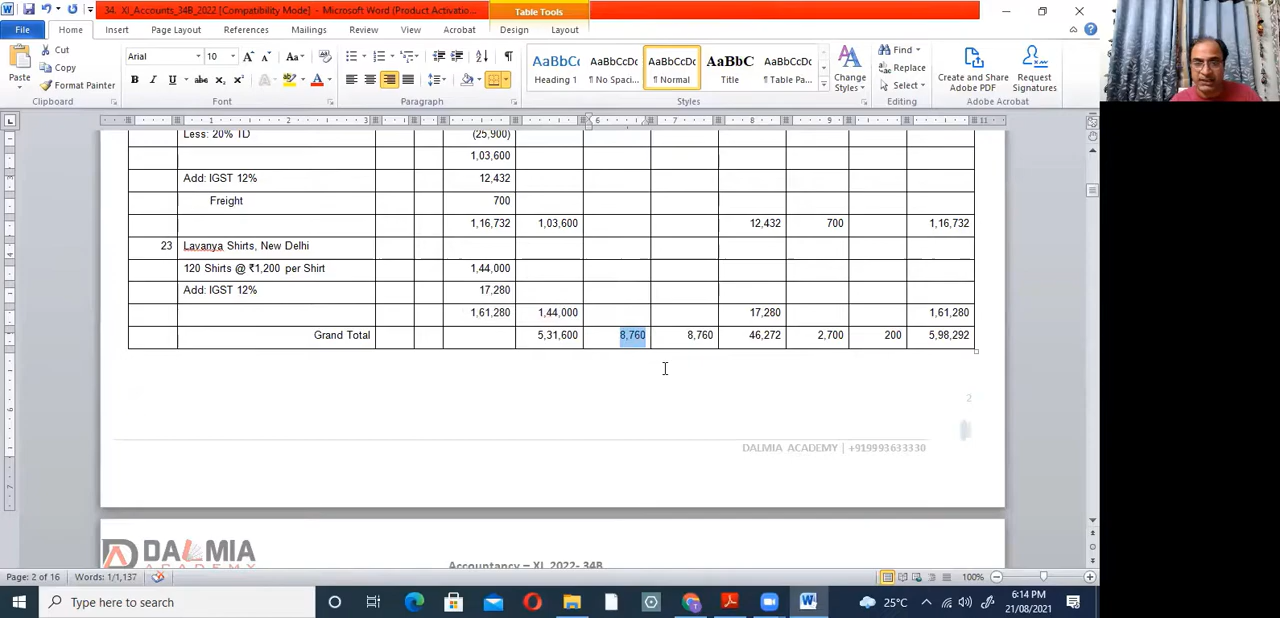 34. XI_Accounts_34B_2022 [Compatibility Mode] - Microsoft Word (Product Activatio...
Table Tools
File
Home
Insert
Page Layout
References
Mailings
Review
View
Acrobat
Design
Layout
Paste
Cut
Copy
Format Painter
Clipboard
Arial
10
Font
Paragraph
AaBbCc
Heading 1
AaBbCcDc
¶ No Spaci...
AaBbCcDc
¶ Normal
AaBbC
Title
AaBbCcDc
¶ Table Pa...
Styles
Change
Styles
Find
Replace
Select
Editing
Create and Share
Adobe PDF
Request
Signatures
Adobe Acrobat
Less: 20% TD (25,900)
1,03,600
Add: IGST 12% 12,432
Freight 700
1,16,732 1,03,600 12,432 700 1,16,732
23 Lavanya Shirts, New Delhi
120 Shirts @ ₹1,200 per Shirt 1,44,000
Add: IGST 12% 17,280
1,61,280 1,44,000 17,280 1,61,280
Grand Total 5,31,600 8,760 8,760 46,272 2,700 200 5,98,292
2
DALMIA ACADEMY | +919993633330
DALMIA
ACADEMY
Accountancy – XI 2022- 34B
Page: 2 of 16
Words: 1/1,137
100%
Type here to search
25°C
6:14 PM
21/08/2021